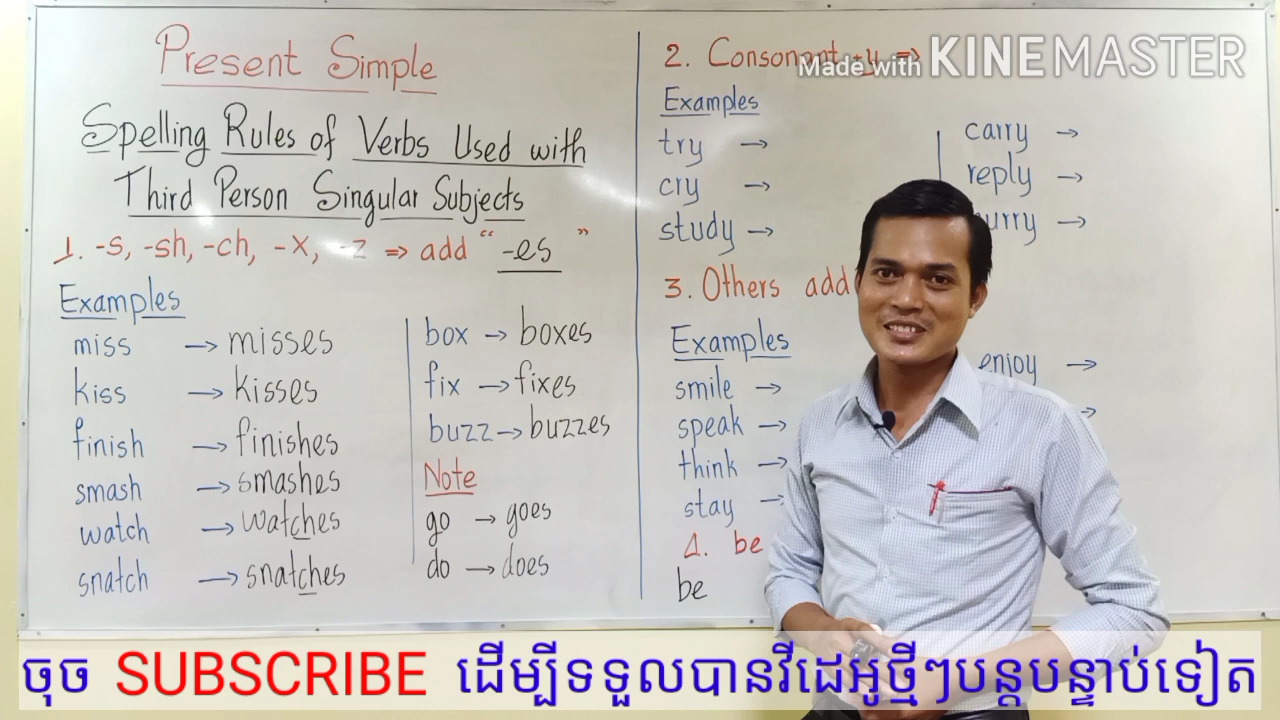 Present Simple
Spelling Rules of Verbs Used with
Third Person Singular Subjects
1. -s, -sh, -ch, -x, -z ⇒ add " -es "
Examples
miss → misses
kiss → kisses
finish → finishes
smash → smashes
watch → watches
snatch → snatches
box → boxes
fix → fixes
buzz → buzzes
Note
go → goes
do → does
2. Consonant + y ⇒
Made with KINEMASTER
Examples
try →
cry →
study →
carry →
reply →
3. Others add
Examples
smile →
speak →
think →
stay →
enjoy →
→
4. be
be
ចុច SUBSCRIBE ដើម្បីទទួលបានវីដេអូថ្មីៗបន្តបន្ទាប់ទៀត